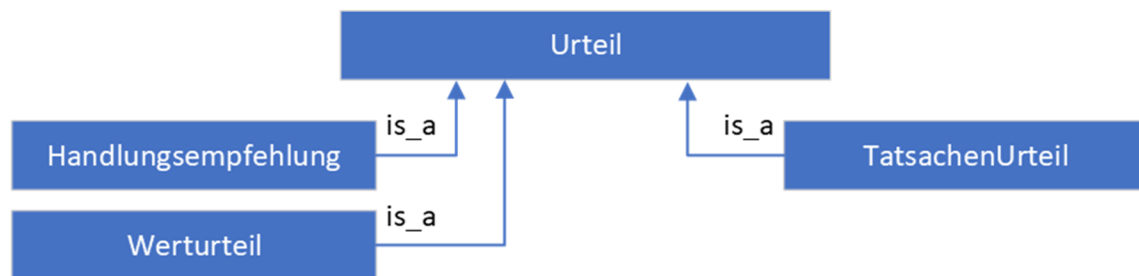 Urteil
is_a
is_a
Handlungsempfehlung
TatsachenUrteil
is_a
Werturteil